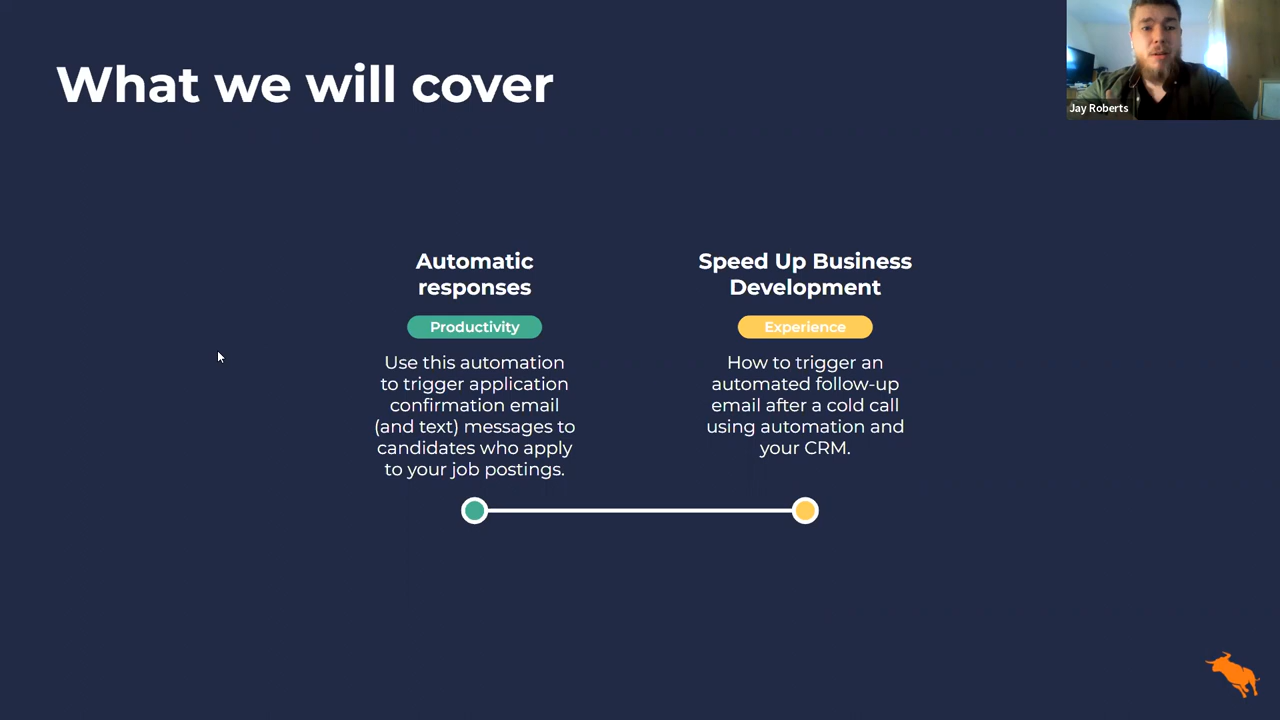 What we will cover
Jay Roberts
Automatic
responses
Productivity
Use this automation
to trigger application
confirmation email
(and text) messages to
candidates who apply
to your job postings.
Speed Up Business
Development
Experience
How to trigger an
automated follow-up
email after a cold call
using automation and
your CRM.